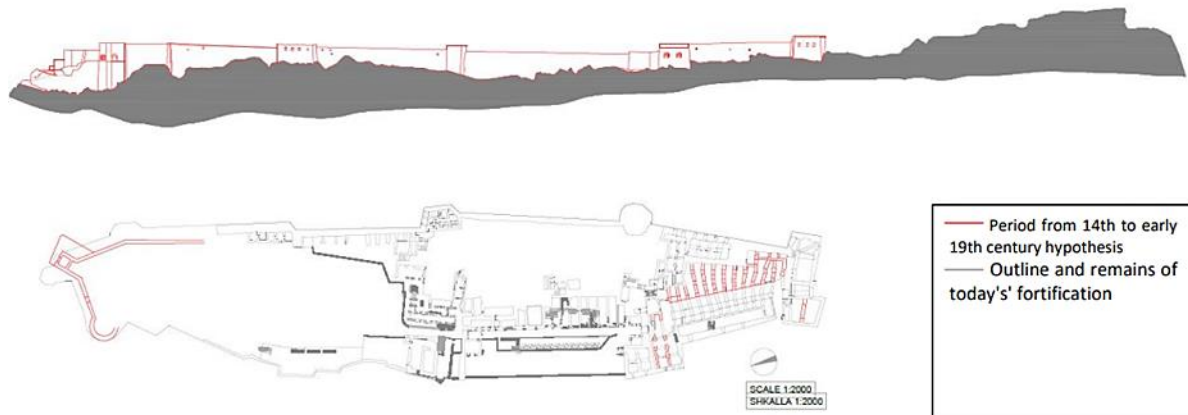 Period from 14th to early
19th century hypothesis
Outline and remains of
today's' fortification
SCALE 1:2000
SHKALLA 1:2000